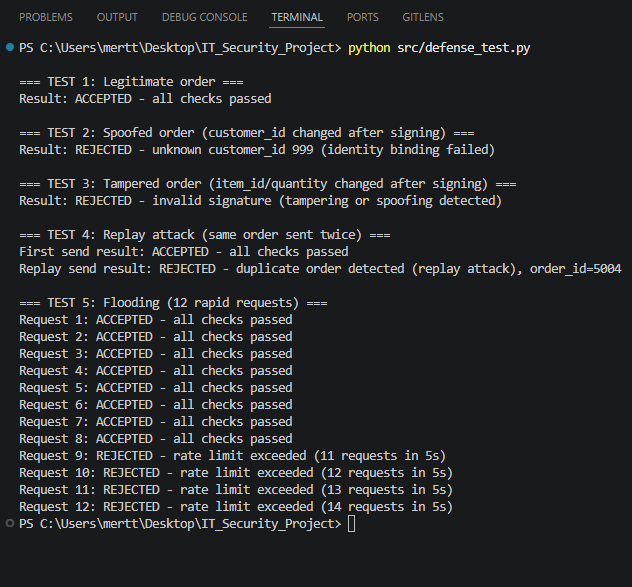 PROBLEMS OUTPUT DEBUG CONSOLE TERMINAL PORTS GITLENS
PS C:\Users\mertt\Desktop\IT_Security_Project> python src/defense_test.py
=== TEST 1: Legitimate order ===
Result: ACCEPTED - all checks passed
=== TEST 2: Spoofed order (customer_id changed after signing) ===
Result: REJECTED - unknown customer_id 999 (identity binding failed)
=== TEST 3: Tampered order (item_id/quantity changed after signing) ===
Result: REJECTED - invalid signature (tampering or spoofing detected)
=== TEST 4: Replay attack (same order sent twice) ===
First send result: ACCEPTED - all checks passed
Replay send result: REJECTED - duplicate order detected (replay attack), order_id=5004
=== TEST 5: Flooding (12 rapid requests) ===
Request 1: ACCEPTED - all checks passed
Request 2: ACCEPTED - all checks passed
Request 3: ACCEPTED - all checks passed
Request 4: ACCEPTED - all checks passed
Request 5: ACCEPTED - all checks passed
Request 6: ACCEPTED - all checks passed
Request 7: ACCEPTED - all checks passed
Request 8: ACCEPTED - all checks passed
Request 9: REJECTED - rate limit exceeded (11 requests in 5s)
Request 10: REJECTED - rate limit exceeded (12 requests in 5s)
Request 11: REJECTED - rate limit exceeded (13 requests in 5s)
Request 12: REJECTED - rate limit exceeded (14 requests in 5s)
PS C:\Users\mertt\Desktop\IT_Security_Project>